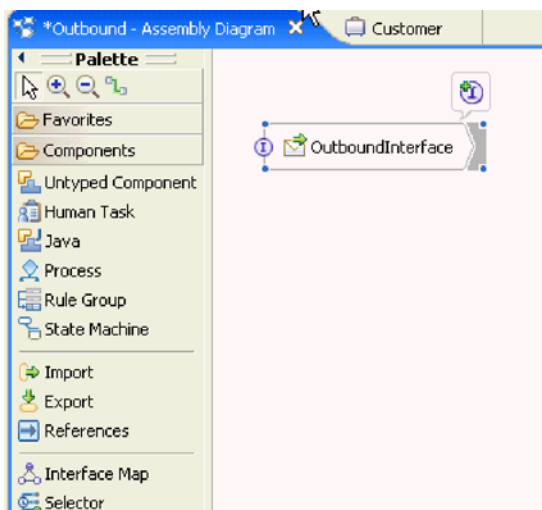 *Outbound - Assembly Diagram
Customer
Palette
Favorites
Components
Untyped Component
Human Task
Java
Process
Rule Group
State Machine
Import
Export
References
Interface Map
Selector
OutboundInterface